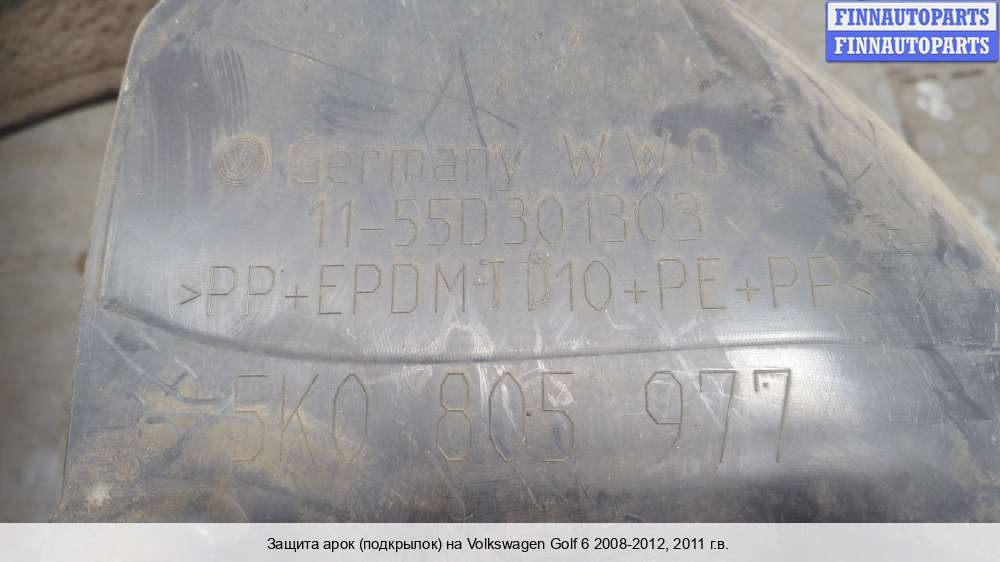 FINNAUTOPARTS
FINNAUTOPARTS
Germany WWO
11-55D301303
>PP+EPDM-TD10+PE+PP<
5K0 805 977
Защита арок (подкрылок) на Volkswagen Golf 6 2008-2012, 2011 г.в.